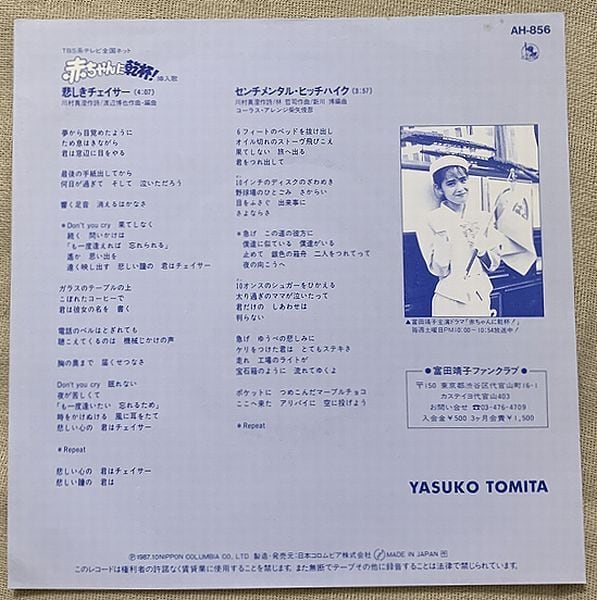 AH-856
TBS系テレビ全国ネット
赤ちゃんに乾杯! 挿入歌
悲しきチェイサー (4:07)
川村真澄作詩/渡辺博也作曲・編曲
夢から目覚めたように
ため息はきながら
君は窓辺に目をやる
最後の手紙出してから
何日が過ぎて そして 泣いただろう
響く足音 消えるはかなさ
*Don't you cry 果てしなく
続く 問いかけは
「も一度逢えれば 忘れられる」
遥か 思い出を
遠く映し出す 悲しい瞳の 君はチェイサー
ガラスのテーブルの上
こぼれたコーヒーで
君は彼女の名を 書く
電話のベルはとぎれても
聴こえてくるのは 機械じかけの声
胸の奥まで 届くせつなさ
Don't you cry 眠れない
夜が苦しくて
「も一度逢いたい 忘れるため」
時をかけぬける 風に耳をたて
悲しい心の 君はチェイサー
*Repeat
悲しい心の 君はチェイサー
悲しい瞳の 君は
センチメンタル・ヒッチハイク (3:57)
川村真澄作詩/林 哲司作曲/新川 博編曲
コーラス・アレンジ柴矢俊彦
6フィートのベッドを抜け出し
オイル切れのストーヴ飛びこえ
果てしない 旅へ出る
君をつれ出して
10インチのディスクのざわめき
野球場のひとごみ さからい
目をふさぐ 出来事に
さよならさ
*急げ この道の彼方に
僕達に似ている 僕達がいる
止めて 銀色の箱舟 二人をつれてって
夜の向こうへ
10オンスのシュガーをひかえる
太り過ぎのママが泣いたって
君だけの しあわせは
判らない
急げ ゆうべの悲しみに
ケリをつけた君は とてもステキさ
走れ 工場のライトが
宝石箱のように 流れてゆくよ
ポケットに つめこんだマーブルチョコ
ここへ来た アリバイに 空に投げよう
*Repeat
▲富田靖子主演ドラマ「赤ちゃんに乾杯!」
毎週土曜日PM10:00〜10:54放送中!
●富田靖子ファンクラブ●
〒150 東京都渋谷区代官山町16-1
カステイヨ代官山403
お問い合せ ☎03-476-4709
入会金¥500 3ヶ月会費¥1,500
YASUKO TOMITA
Ⓟ1987.10 NIPPON COLUMBIA CO., LTD 製造・発売元:日本コロムビア株式会社 MADE IN JAPAN
このレコードは権利者の許諾なく賃貸業に使用することを禁じます。また無断でテープその他に録音することは法律で禁じられています。